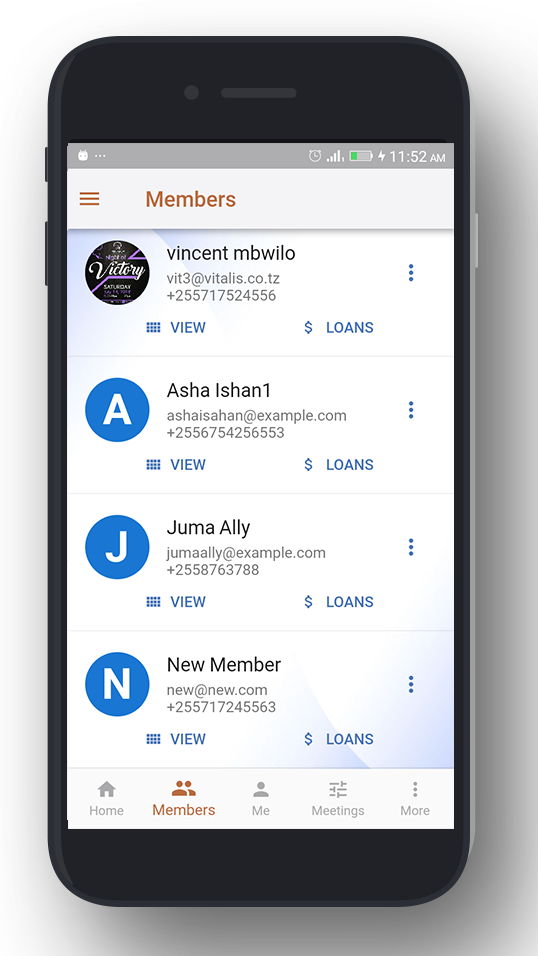 11:52 AM
Members
Night of
Victory
SATURDAY
vincent mbwilo
vit3@vitalis.co.tz
+255717524556
VIEW
$ LOANS
A
Asha Ishan1
ashaisahan@example.com
+2556754256553
VIEW
$ LOANS
J
Juma Ally
jumaally@example.com
+2558763788
VIEW
$ LOANS
N
New Member
new@new.com
+255717245563
VIEW
$ LOANS
Home
Members
Me
Meetings
More